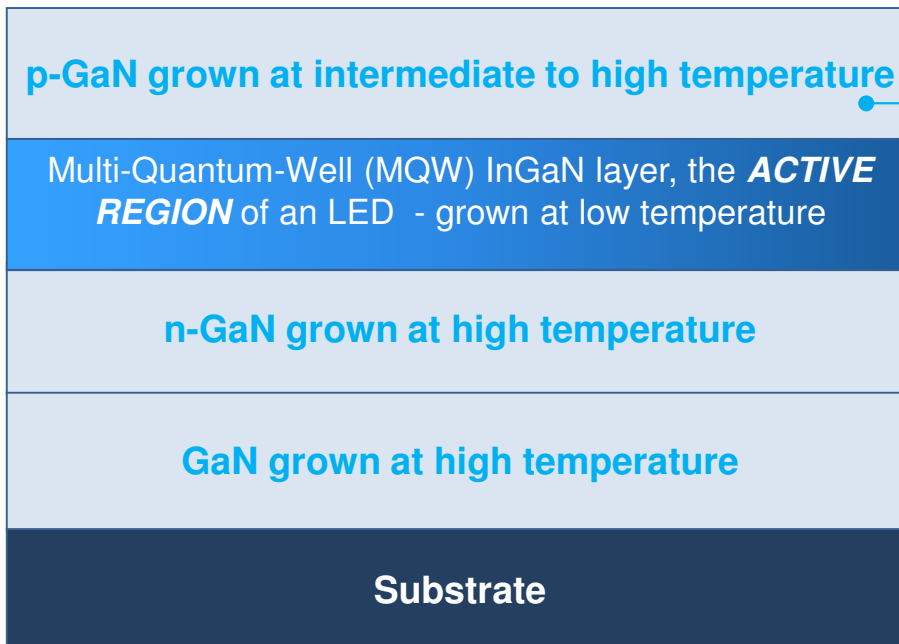 p-GaN grown at intermediate to high temperature
Multi-Quantum-Well (MQW) InGaN layer, the ACTIVE
REGION of an LED - grown at low temperature
n-GaN grown at high temperature
GaN grown at high temperature
Substrate